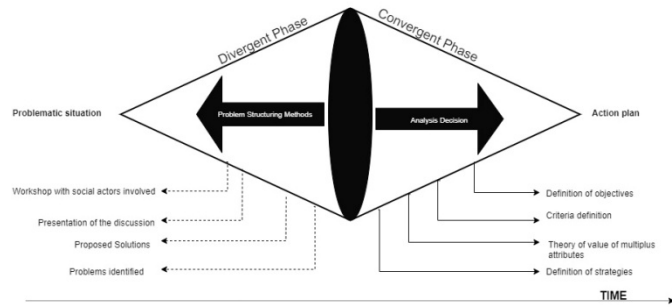 Divergent Phase
Convergent Phase
Problematic situation
Problem Structuring Methods
Analysis Decision
Action plan
Workshop with social actors involved
Definition of objectives
Presentation of the discussion
Criteria definition
Proposed Solutions
Theory of value of multiplus
attributes
Problems identified
Definition of strategies
TIME